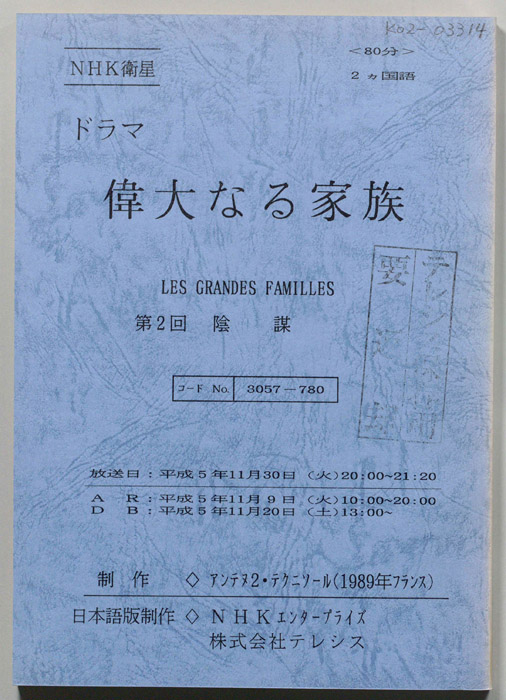 K02-03314
NHK衛星
<80分>
2ヵ国語
ドラマ
偉大なる家族
LES GRANDES FAMILLES
第2回 陰 謀
コード No. 3057-780
放送日:平成5年11月30日 (火)20:00~21:20
A R:平成5年11月9日 (火)10:00~20:00
D B:平成5年11月20日 (土)13:00~
制 作 ◇ アンテヌ2・テクニソール(1989年フランス)
日本語版制作 ◇ NHKエンタープライズ
株式会社テレシス
要